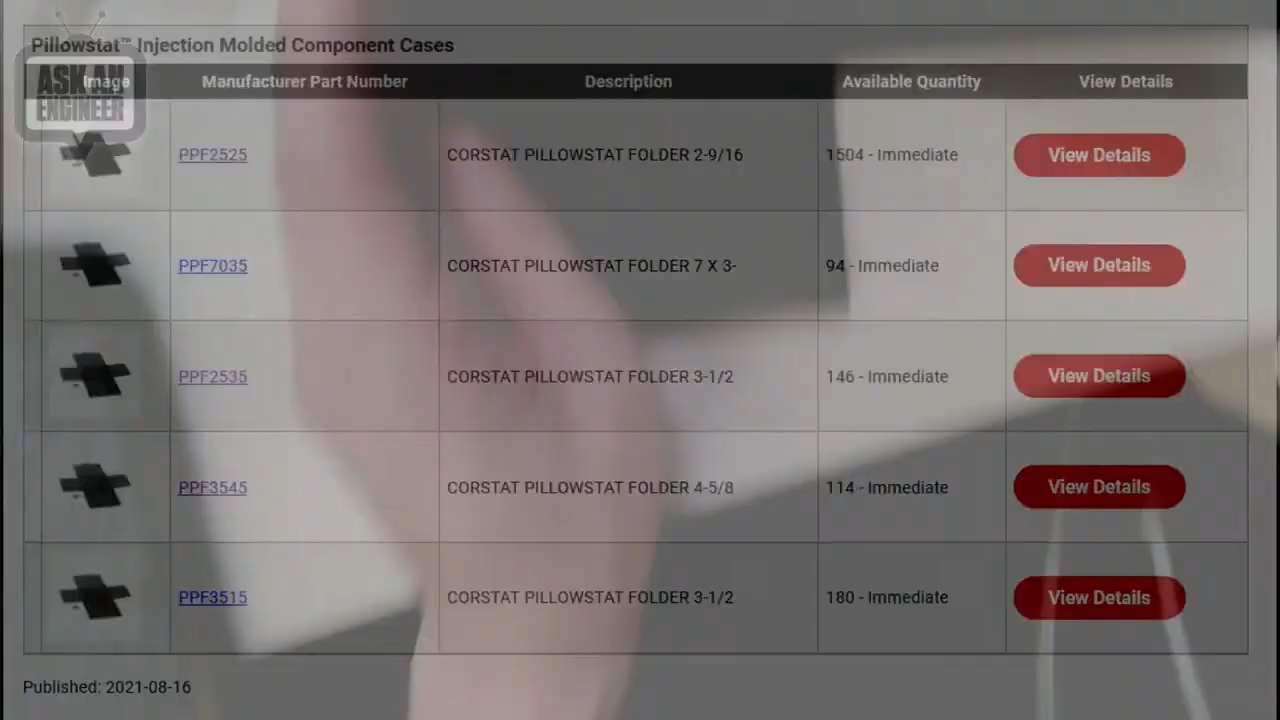 Pillowstat™ Injection Molded Component Cases
ASK AN
ENGINEER
Image Manufacturer Part Number Description Available Quantity View Details
PPF2525 CORSTAT PILLOWSTAT FOLDER 2-9/16 1504 - Immediate View Details
PPF7035 CORSTAT PILLOWSTAT FOLDER 7 X 3- 94 - Immediate View Details
PPF2535 CORSTAT PILLOWSTAT FOLDER 3-1/2 146 - Immediate View Details
PPF3545 CORSTAT PILLOWSTAT FOLDER 4-5/8 114 - Immediate View Details
PPF3515 CORSTAT PILLOWSTAT FOLDER 3-1/2 180 - Immediate View Details
Published: 2021-08-16